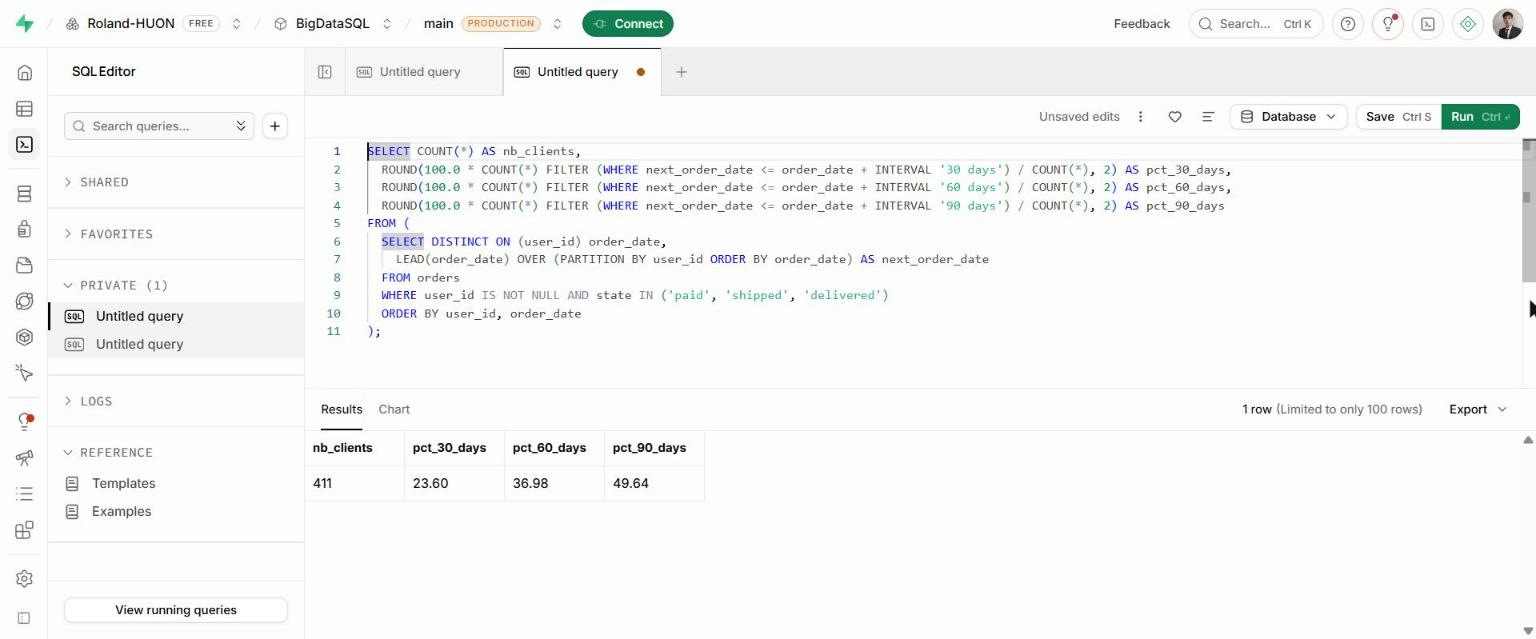 Roland-HUON FREE / BigDataSQL / main PRODUCTION Connect Feedback Search... Ctrl K
SQL Editor
SQL Untitled query
SQL Untitled query
Search queries...
Unsaved edits Database Save Ctrl S Run Ctrl ↵
SHARED
FAVORITES
PRIVATE (1)
SQL Untitled query
SQL Untitled query
LOGS
REFERENCE
Templates
Examples
View running queries
1 SELECT COUNT(*) AS nb_clients,
2 ROUND(100.0 * COUNT(*) FILTER (WHERE next_order_date <= order_date + INTERVAL '30 days') / COUNT(*), 2) AS pct_30_days,
3 ROUND(100.0 * COUNT(*) FILTER (WHERE next_order_date <= order_date + INTERVAL '60 days') / COUNT(*), 2) AS pct_60_days,
4 ROUND(100.0 * COUNT(*) FILTER (WHERE next_order_date <= order_date + INTERVAL '90 days') / COUNT(*), 2) AS pct_90_days
5 FROM (
6 SELECT DISTINCT ON (user_id) order_date,
7 LEAD(order_date) OVER (PARTITION BY user_id ORDER BY order_date) AS next_order_date
8 FROM orders
9 WHERE user_id IS NOT NULL AND state IN ('paid', 'shipped', 'delivered')
10 ORDER BY user_id, order_date
11 );
Results Chart 1 row (Limited to only 100 rows) Export
nb_clients pct_30_days pct_60_days pct_90_days
411 23.60 36.98 49.64